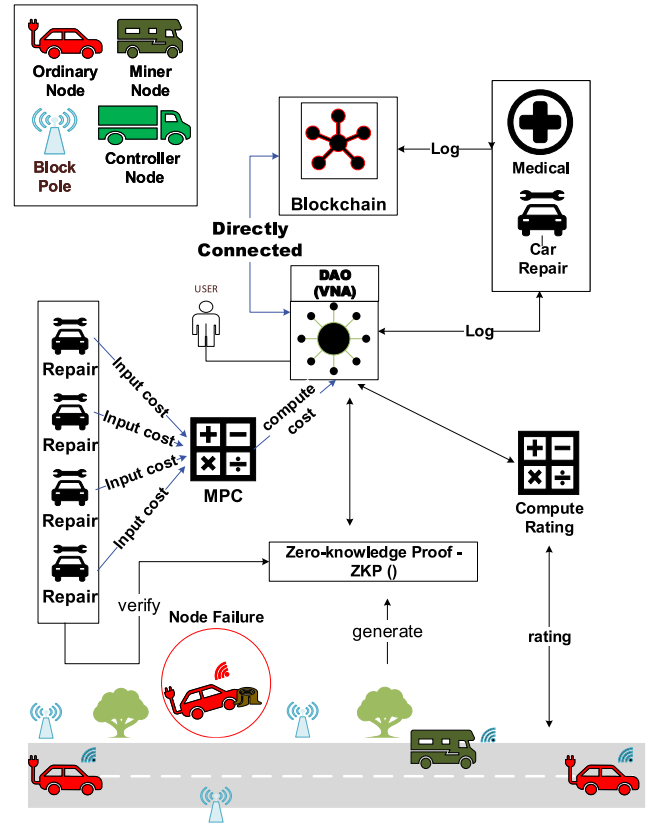 Ordinary
Node
Miner
Node
Block
Pole
Controller
Node
Blockchain
Log
Medical
Car
Repair
Directly
Connected
DAO
(VNA)
USER
Log
Repair
Repair
Repair
Repair
Input cost
Input cost
Input cost
Input cost
MPC
compute
cost
Compute
Rating
Zero-knowledge Proof -
ZKP ()
verify
Node Failure
generate
rating